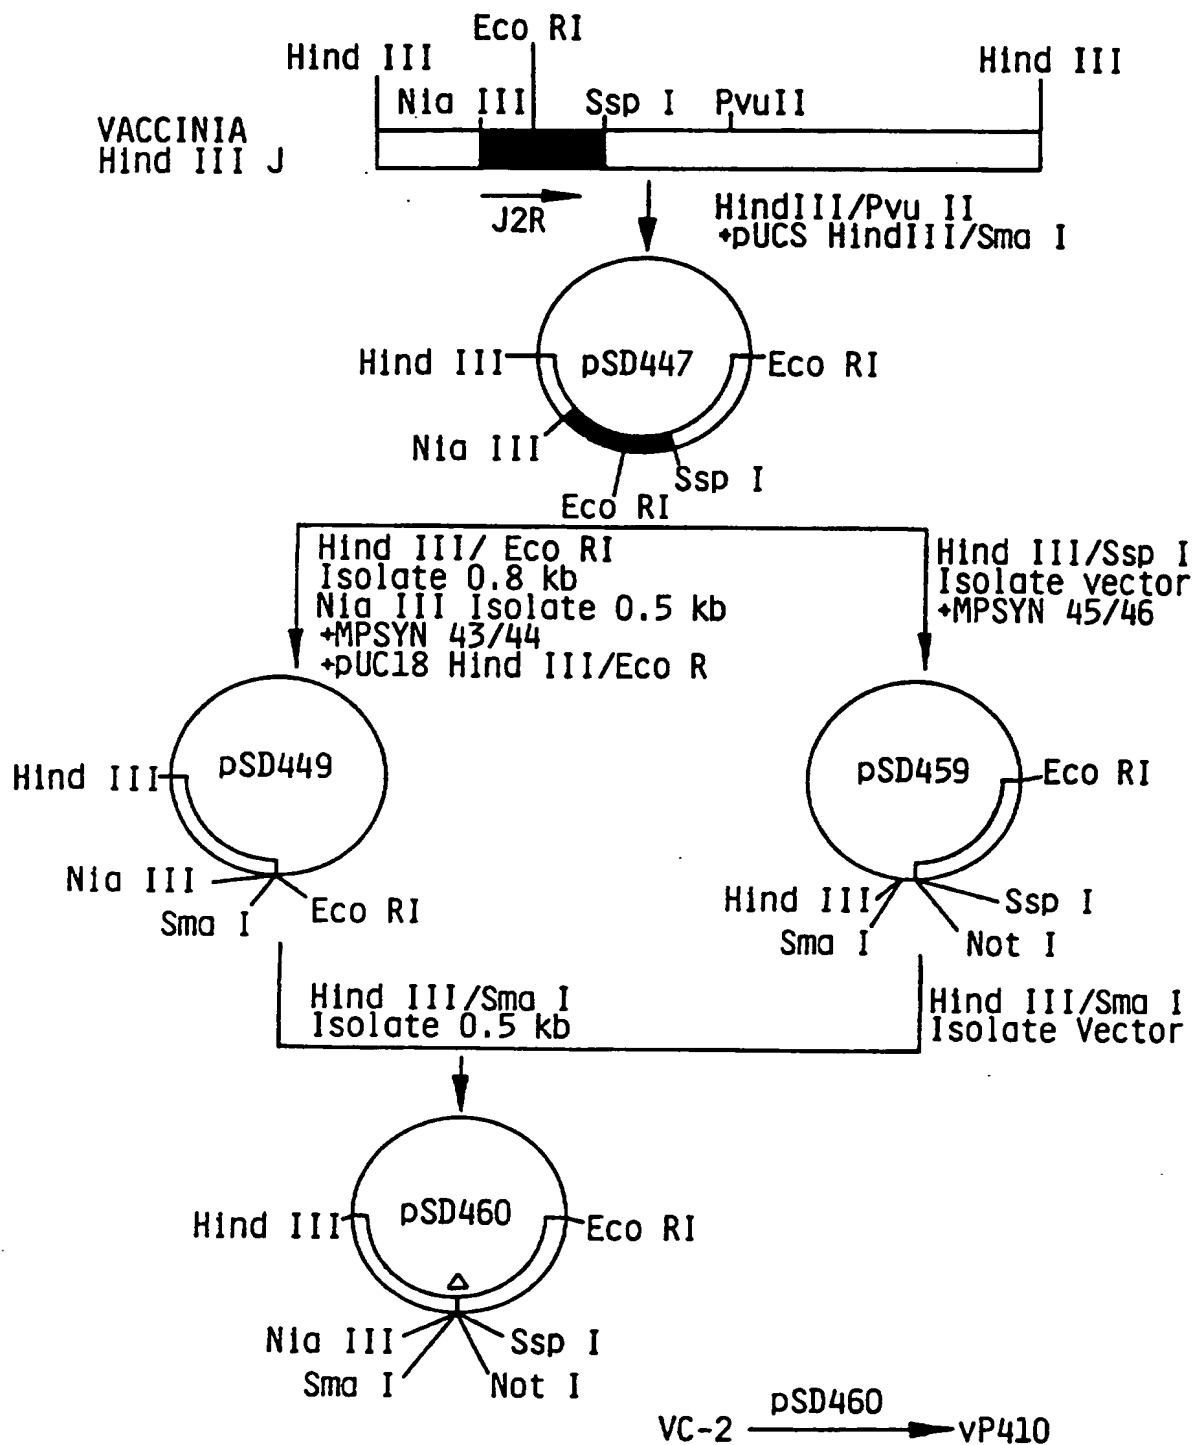 Eco RI
Hind III
Hind III
Nla III
Ssp I
PvuII
VACCINIA
Hind III J
J2R
HindIII/Pvu II
+pUCS HindIII/Sma I
Hind III
pSD447
Eco RI
Nla III
Ssp I
Eco RI
Hind III/ Eco RI
Isolate 0.8 kb
Nla III Isolate 0.5 kb
+MPSYN 43/44
+pUC18 Hind III/Eco R
Hind III/Ssp I
Isolate vector
+MPSYN 45/46
Hind III
pSD449
Nla III
Sma I
Eco RI
pSD459
Eco RI
Hind III
Sma I
Ssp I
Not I
Hind III/Sma I
Isolate 0.5 kb
Hind III/Sma I
Isolate Vector
Hind III
pSD460
Eco RI
Δ
Nla III
Sma I
Ssp I
Not I
pSD460
VC-2
vP410